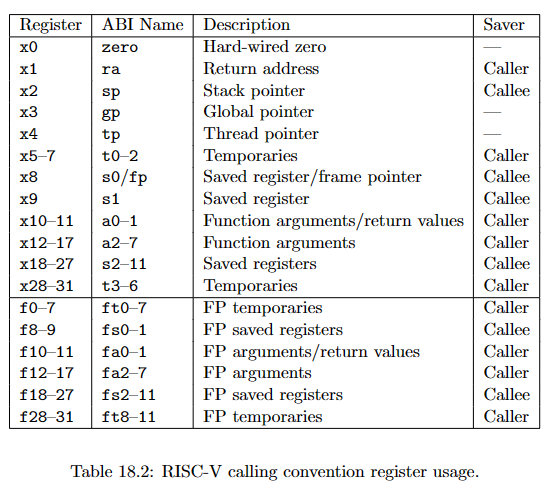 Register ABI Name Description Saver
x0 zero Hard-wired zero —
x1 ra Return address Caller
x2 sp Stack pointer Callee
x3 gp Global pointer —
x4 tp Thread pointer —
x5–7 t0–2 Temporaries Caller
x8 s0/fp Saved register/frame pointer Callee
x9 s1 Saved register Callee
x10–11 a0–1 Function arguments/return values Caller
x12–17 a2–7 Function arguments Caller
x18–27 s2–11 Saved registers Callee
x28–31 t3–6 Temporaries Caller
f0–7 ft0–7 FP temporaries Caller
f8–9 fs0–1 FP saved registers Callee
f10–11 fa0–1 FP arguments/return values Caller
f12–17 fa2–7 FP arguments Caller
f18–27 fs2–11 FP saved registers Callee
f28–31 ft8–11 FP temporaries Caller
Table 18.2: RISC-V calling convention register usage.